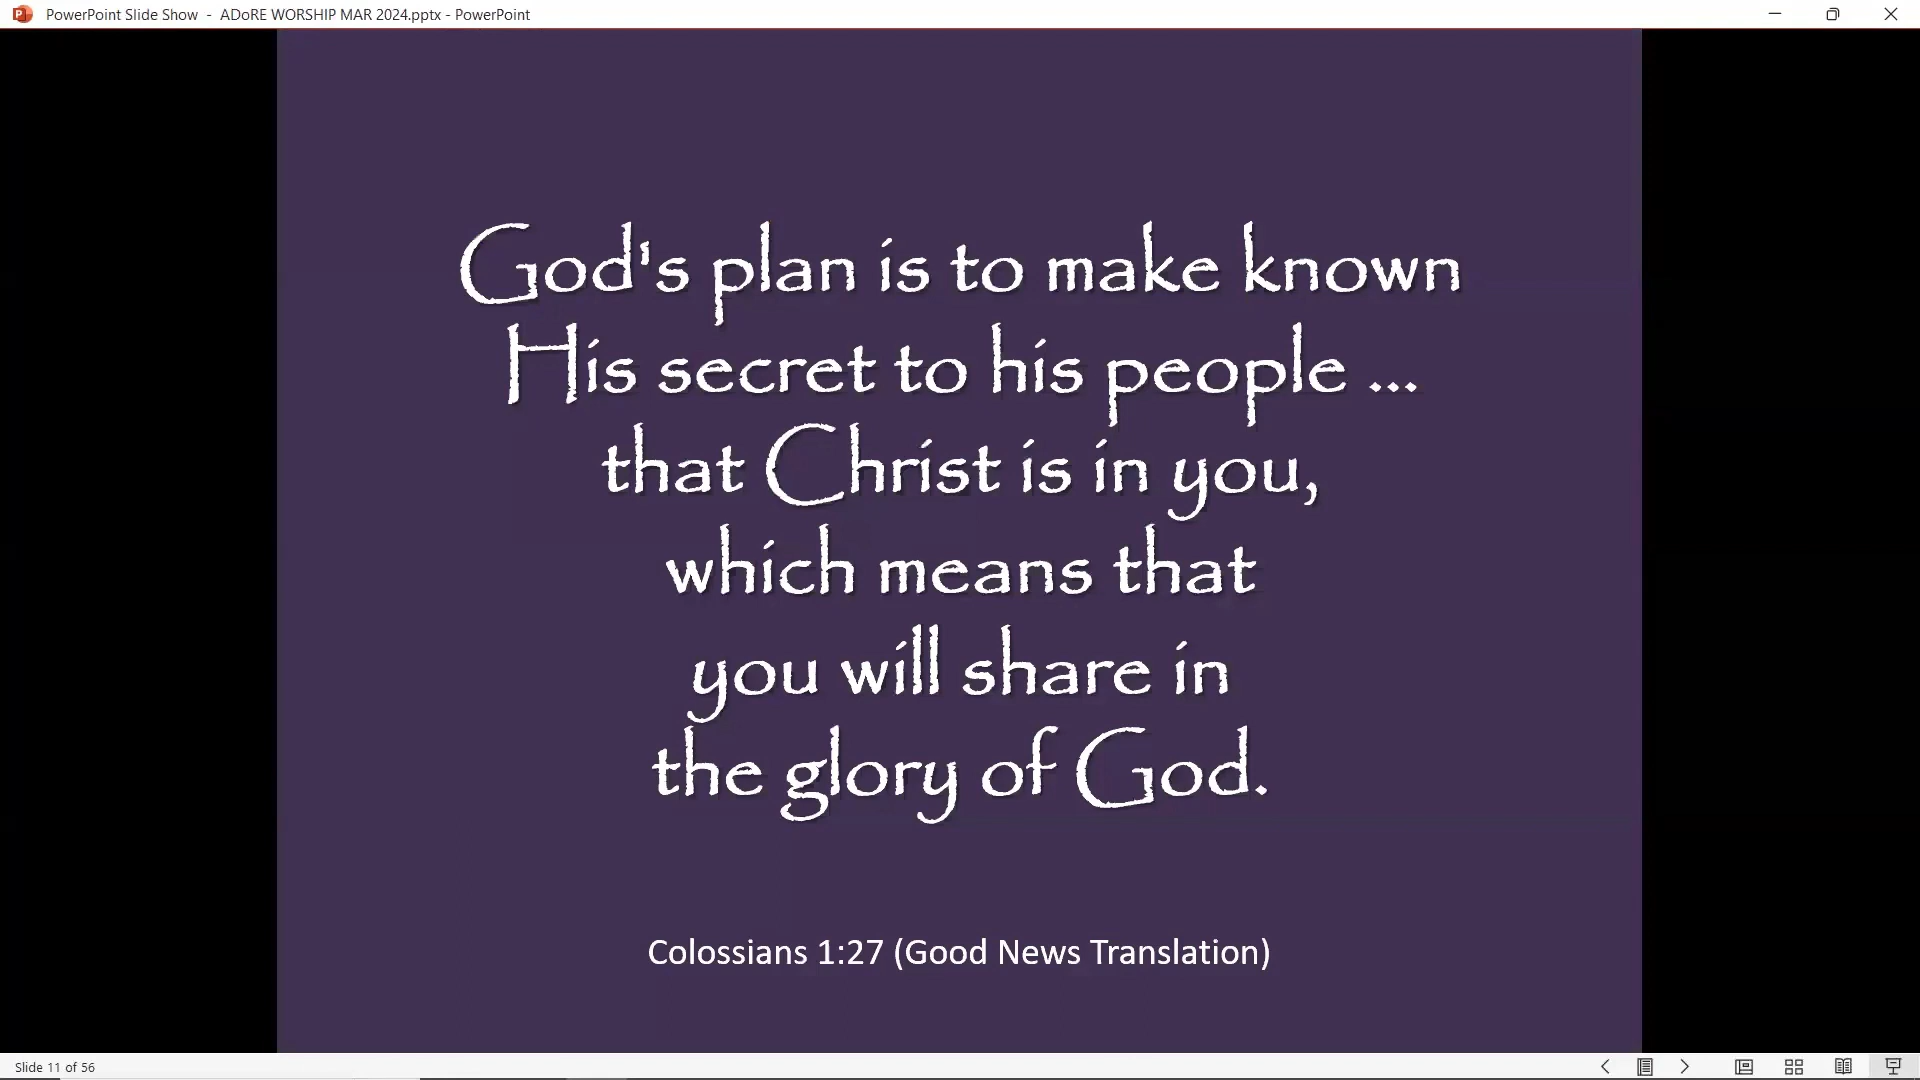 PowerPoint Slide Show - ADoRE WORSHIP MAR 2024.pptx - PowerPoint
God's plan is to make known
His secret to his people ...
that Christ is in you,
which means that
you will share in
the glory of God.
Colossians 1:27 (Good News Translation)
Slide 11 of 56